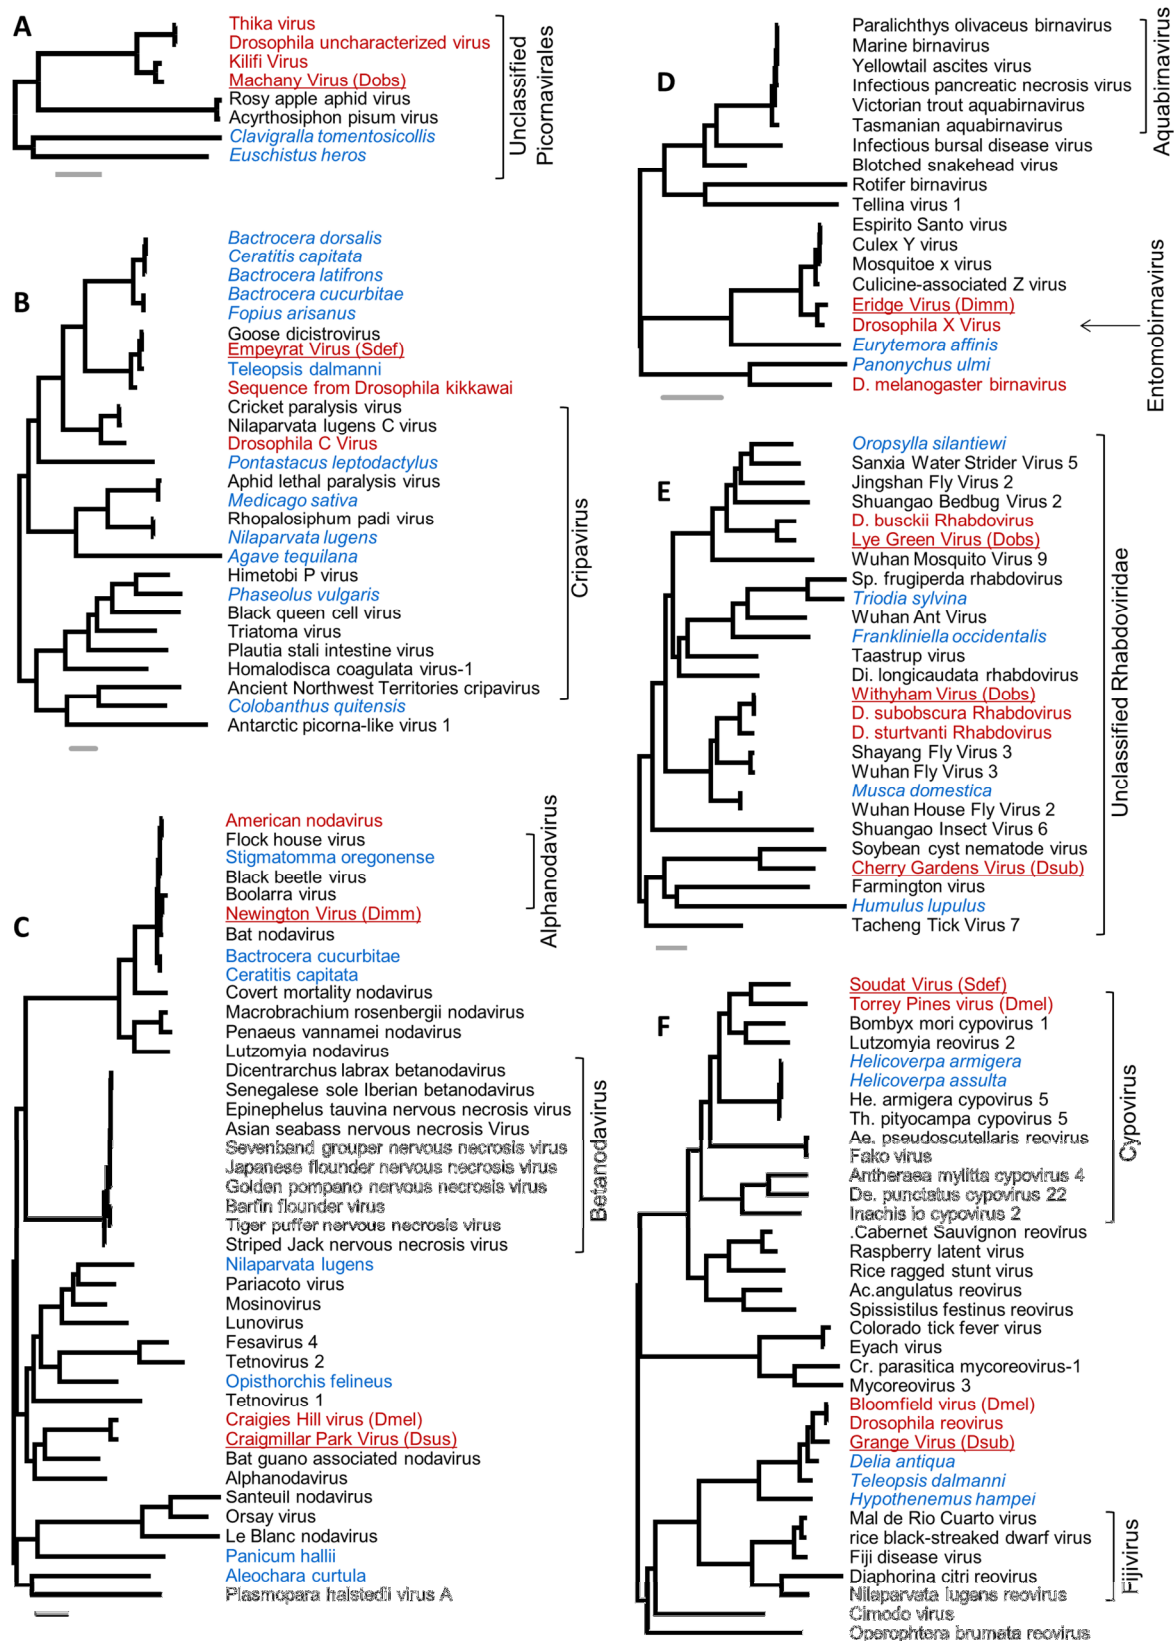 A
Thika virus
Drosophila uncharacterized virus
Kilifi Virus
Machany Virus (Dobs)
Rosy apple aphid virus
Acyrthosiphon pisum virus
Clavigralla tomentosicollis
Euschistus heros
Unclassified
Picornavirales
B
Bactrocera dorsalis
Ceratitis capitata
Bactrocera latifrons
Bactrocera cucurbitae
Fopius arisanus
Goose dicistrovirus
Empeyrat Virus (Sdef)
Teleopsis dalmanni
Sequence from Drosophila kikkawai
Cricket paralysis virus
Nilaparvata lugens C virus
Drosophila C Virus
Pontastacus leptodactylus
Aphid lethal paralysis virus
Medicago sativa
Rhopalosiphum padi virus
Nilaparvata lugens
Agave tequilana
Himetobi P virus
Phaseolus vulgaris
Black queen cell virus
Triatoma virus
Plautia stali intestine virus
Homalodisca coagulata virus-1
Ancient Northwest Territories cripavirus
Colobanthus quitensis
Antarctic picorna-like virus 1
Cripavirus
C
American nodavirus
Flock house virus
Stigmatomma oregonense
Black beetle virus
Boolarra virus
Newington Virus (Dimm)
Bat nodavirus
Bactrocera cucurbitae
Ceratitis capitata
Covert mortality nodavirus
Macrobrachium rosenbergii nodavirus
Penaeus vannamei nodavirus
Lutzomyia nodavirus
Dicentrarchus labrax betanodavirus
Senegalese sole Iberian betanodavirus
Epinephelus tauvina nervous necrosis virus
Asian seabass nervous necrosis Virus
Sevenband grouper nervous necrosis virus
Japanese flounder nervous necrosis virus
Golden pompano nervous necrosis virus
Barfin flounder virus
Tiger puffer nervous necrosis virus
Striped Jack nervous necrosis virus
Nilaparvata lugens
Pariacoto virus
Mosinovirus
Lunovirus
Fesavirus 4
Tetnovirus 2
Opisthorchis felineus
Tetnovirus 1
Craigies Hill virus (Dmel)
Craigmillar Park Virus (Dsus)
Bat guano associated nodavirus
Alphanodavirus
Santeuil nodavirus
Orsay virus
Le Blanc nodavirus
Panicum hallii
Aleochara curtula
Plasmopara halstedii virus A
Alphanodavirus
Betanodavirus
D
Paralichthys olivaceus birnavirus
Marine birnavirus
Yellowtail ascites virus
Infectious pancreatic necrosis virus
Victorian trout aquabirnavirus
Tasmanian aquabirnavirus
Infectious bursal disease virus
Blotched snakehead virus
Rotifer birnavirus
Tellina virus 1
Espirito Santo virus
Culex Y virus
Mosquitoe x virus
Culicine-associated Z virus
Eridge Virus (Dimm)
Drosophila X Virus
Eurytemora affinis
Panonychus ulmi
D. melanogaster birnavirus
Aquabirnavirus
Entomobirnavirus
E
Oropsylla silantiewi
Sanxia Water Strider Virus 5
Jingshan Fly Virus 2
Shuangao Bedbug Virus 2
D. busckii Rhabdovirus
Lye Green Virus (Dobs)
Wuhan Mosquito Virus 9
Sp. frugiperda rhabdovirus
Triodia sylvina
Wuhan Ant Virus
Frankliniella occidentalis
Taastrup virus
Di. longicaudata rhabdovirus
Withyham Virus (Dobs)
D. subobscura Rhabdovirus
D. sturtvanti Rhabdovirus
Shayang Fly Virus 3
Wuhan Fly Virus 3
Musca domestica
Wuhan House Fly Virus 2
Shuangao Insect Virus 6
Soybean cyst nematode virus
Cherry Gardens Virus (Dsub)
Farmington virus
Humulus lupulus
Tacheng Tick Virus 7
Unclassified Rhabdoviridae
F
Soudat Virus (Sdef)
Torrey Pines virus (Dmel)
Bombyx mori cypovirus 1
Lutzomyia reovirus 2
Helicoverpa armigera
Helicoverpa assulta
He. armigera cypovirus 5
Th. pityocampa cypovirus 5
Ae. pseudoscutellaris reovirus
Fako virus
Antheraea mylitta cypovirus 4
De. punctatus cypovirus 22
Inachis io cypovirus 2
.Cabernet Sauvignon reovirus
Raspberry latent virus
Rice ragged stunt virus
Ac.angulatus reovirus
Spissistilus festinus reovirus
Colorado tick fever virus
Eyach virus
Cr. parasitica mycoreovirus-1
Mycoreovirus 3
Bloomfield virus (Dmel)
Drosophila reovirus
Grange Virus (Dsub)
Delia antiqua
Teleopsis dalmanni
Hypothenemus hampei
Mal de Rio Cuarto virus
rice black-streaked dwarf virus
Fiji disease virus
Diaphorina citri reovirus
Nilaparvata lugens reovirus
Cimodo virus
Operophtera brumata reovirus
Cypovirus
Fijivirus